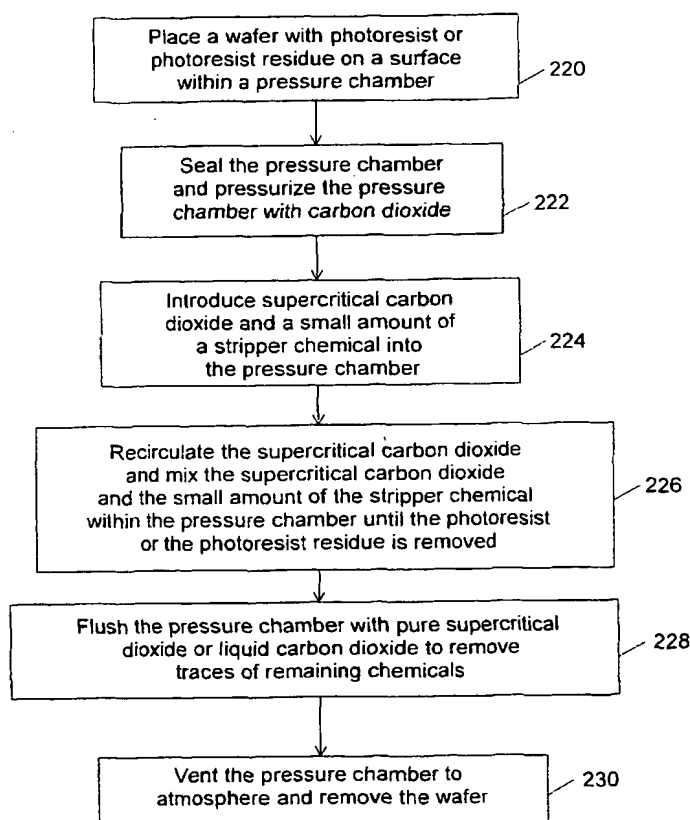 Place a wafer with photoresist or
photoresist residue on a surface
within a pressure chamber
220
Seal the pressure chamber
and pressurize the pressure
chamber with carbon dioxide
222
Introduce supercritical carbon
dioxide and a small amount of
a stripper chemical into
the pressure chamber
224
Recirculate the supercritical carbon dioxide
and mix the supercritical carbon dioxide
and the small amount of the stripper chemical
within the pressure chamber until the photoresist
or the photoresist residue is removed
226
Flush the pressure chamber with pure supercritical
dioxide or liquid carbon dioxide to remove
traces of remaining chemicals
228
Vent the pressure chamber to
atmosphere and remove the wafer
230